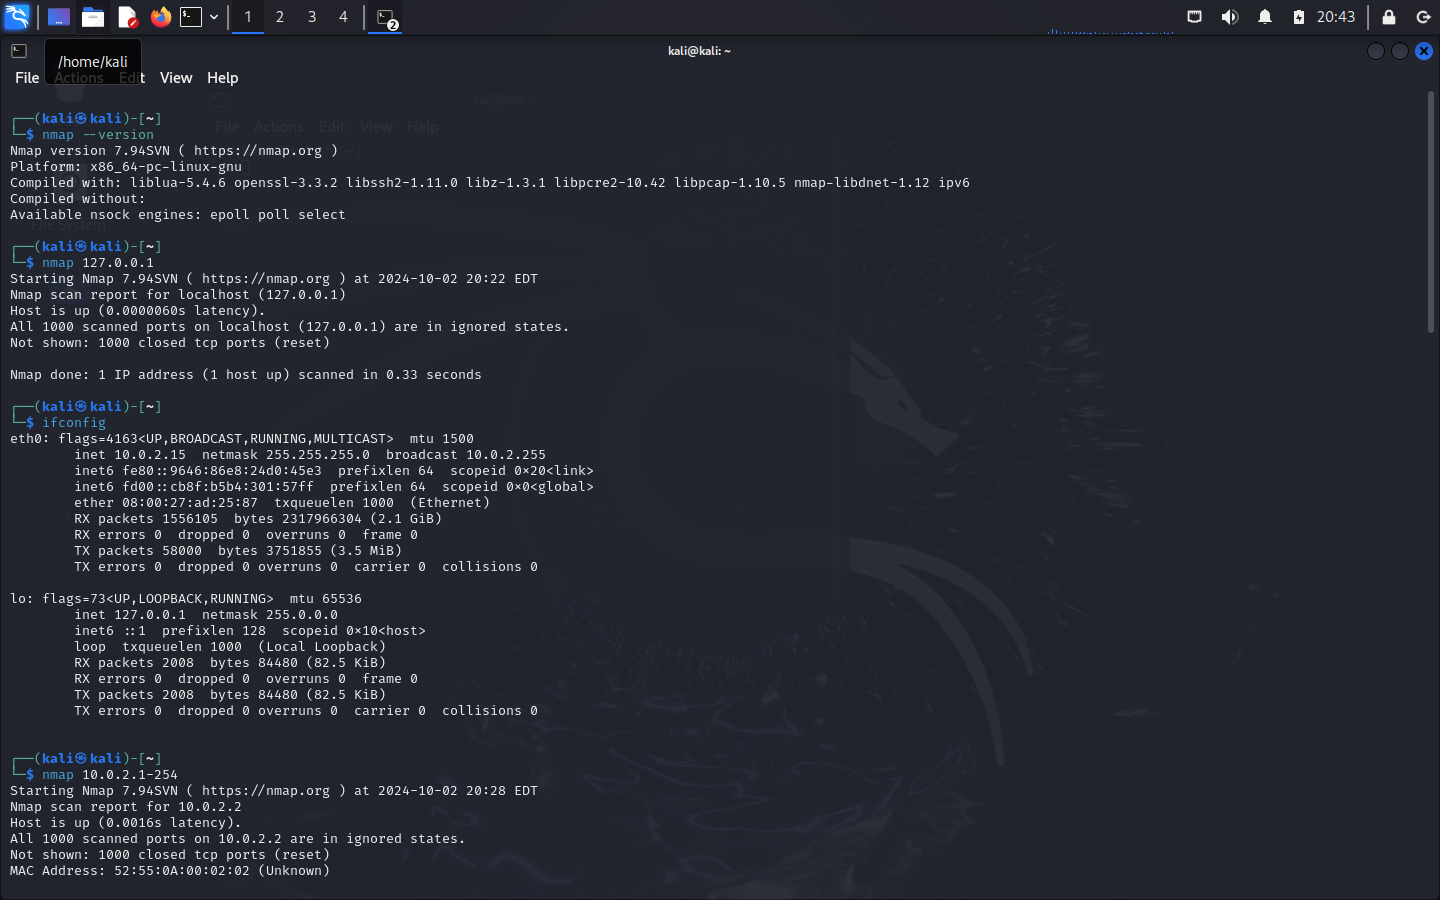 1 2 3 4 2 20:43
kali@kali: ~
/home/kali
File Actions Edit View Help
kali@kali: ~
File Actions Edit View Help
┌──(kali㉿kali)-[~]
└─$ nmap --version
Nmap version 7.94SVN ( https://nmap.org )
Platform: x86_64-pc-linux-gnu
Compiled with: liblua-5.4.6 openssl-3.3.2 libssh2-1.11.0 libz-1.3.1 libpcre2-10.42 libpcap-1.10.5 nmap-libdnet-1.12 ipv6
Compiled without:
Available nsock engines: epoll poll select
File System
┌──(kali㉿kali)-[~]
└─$ nmap 127.0.0.1
Starting Nmap 7.94SVN ( https://nmap.org ) at 2024-10-02 20:22 EDT
Nmap scan report for localhost (127.0.0.1)
Host is up (0.0000060s latency).
All 1000 scanned ports on localhost (127.0.0.1) are in ignored states.
Not shown: 1000 closed tcp ports (reset)
Nmap done: 1 IP address (1 host up) scanned in 0.33 seconds
┌──(kali㉿kali)-[~]
└─$ ifconfig
eth0: flags=4163<UP,BROADCAST,RUNNING,MULTICAST>  mtu 1500
        inet 10.0.2.15  netmask 255.255.255.0  broadcast 10.0.2.255
        inet6 fe80::9646:86e8:24d0:45e3  prefixlen 64  scopeid 0x20<link>
        inet6 fd00::cb8f:b5b4:301:57ff  prefixlen 64  scopeid 0x0<global>
        ether 08:00:27:ad:25:87  txqueuelen 1000  (Ethernet)
        RX packets 1556105  bytes 2317966304 (2.1 GiB)
        RX errors 0  dropped 0  overruns 0  frame 0
        TX packets 58000  bytes 3751855 (3.5 MiB)
        TX errors 0  dropped 0 overruns 0  carrier 0  collisions 0
lo: flags=73<UP,LOOPBACK,RUNNING>  mtu 65536
        inet 127.0.0.1  netmask 255.0.0.0
        inet6 ::1  prefixlen 128  scopeid 0x10<host>
        loop  txqueuelen 1000  (Local Loopback)
        RX packets 2008  bytes 84480 (82.5 KiB)
        RX errors 0  dropped 0  overruns 0  frame 0
        TX packets 2008  bytes 84480 (82.5 KiB)
        TX errors 0  dropped 0 overruns 0  carrier 0  collisions 0
┌──(kali㉿kali)-[~]
└─$ nmap 10.0.2.1-254
Starting Nmap 7.94SVN ( https://nmap.org ) at 2024-10-02 20:28 EDT
Nmap scan report for 10.0.2.2
Host is up (0.0016s latency).
All 1000 scanned ports on 10.0.2.2 are in ignored states.
Not shown: 1000 closed tcp ports (reset)
MAC Address: 52:55:0A:00:02:02 (Unknown)